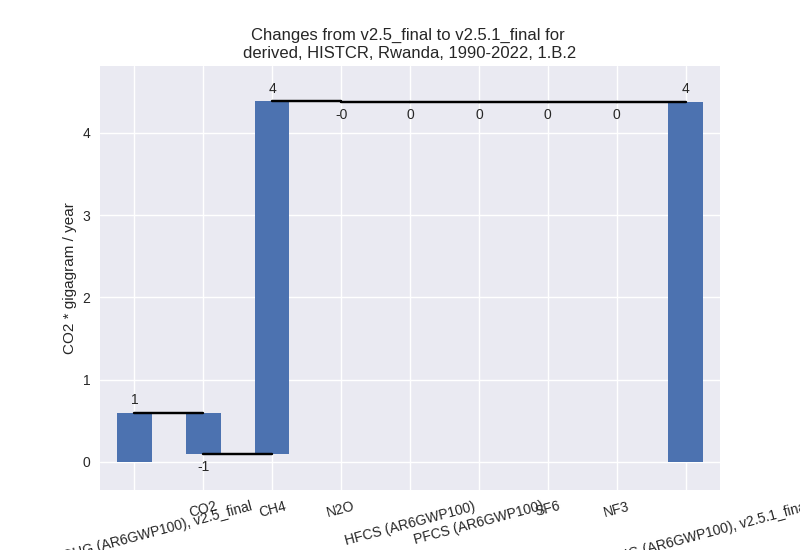 Changes from v2.5_final to v2.5.1_final for
derived, HISTCR, Rwanda, 1990-2022, 1.B.2
CO2 * gigagram / year
4
3
2
1
0
1
-1
4
-0
0
0
0
0
4
(AR6GWP100), v2.5_final
CO2
CH4
N2O
HFCS (AR6GWP100)
PFCS (AR6GWP100)
SF6
NF3
(AR6GWP100), v2.5.1_final